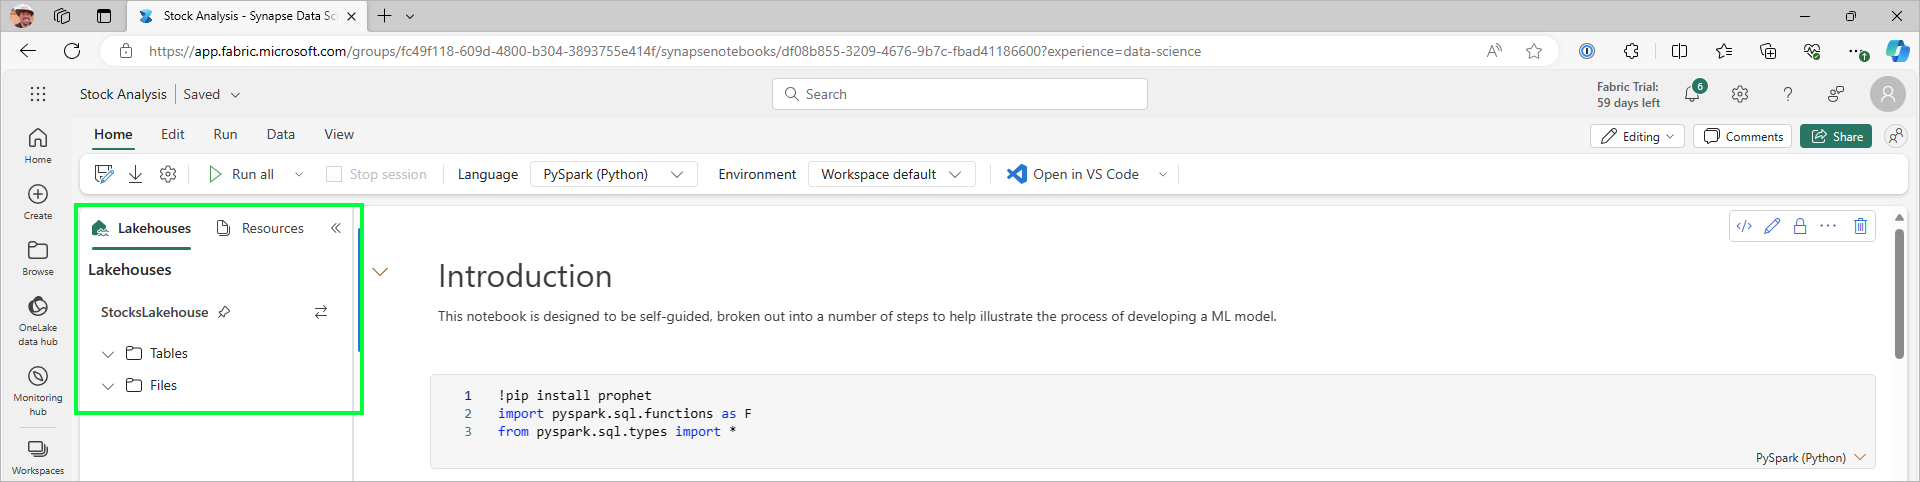 Stock Analysis - Synapse Data Sci
https://app.fabric.microsoft.com/groups/fc49f118-609d-4800-b304-3893755e414f/synapsenotebooks/df08b855-3209-4676-9b7c-fbad41186600?experience=data-science
Stock Analysis Saved
Search
Fabric Trial:
59 days left
6
Home
Create
Browse
OneLake
data hub
Monitoring
hub
Workspaces
Home Edit Run Data View
Editing Comments Share
Run all Stop session Language PySpark (Python) Environment Workspace default Open in VS Code
Lakehouses Resources
Lakehouses
StocksLakehouse
Tables
Files
Introduction
This notebook is designed to be self-guided, broken out into a number of steps to help illustrate the process of developing a ML model.
1 !pip install prophet
2 import pyspark.sql.functions as F
3 from pyspark.sql.types import *
PySpark (Python)